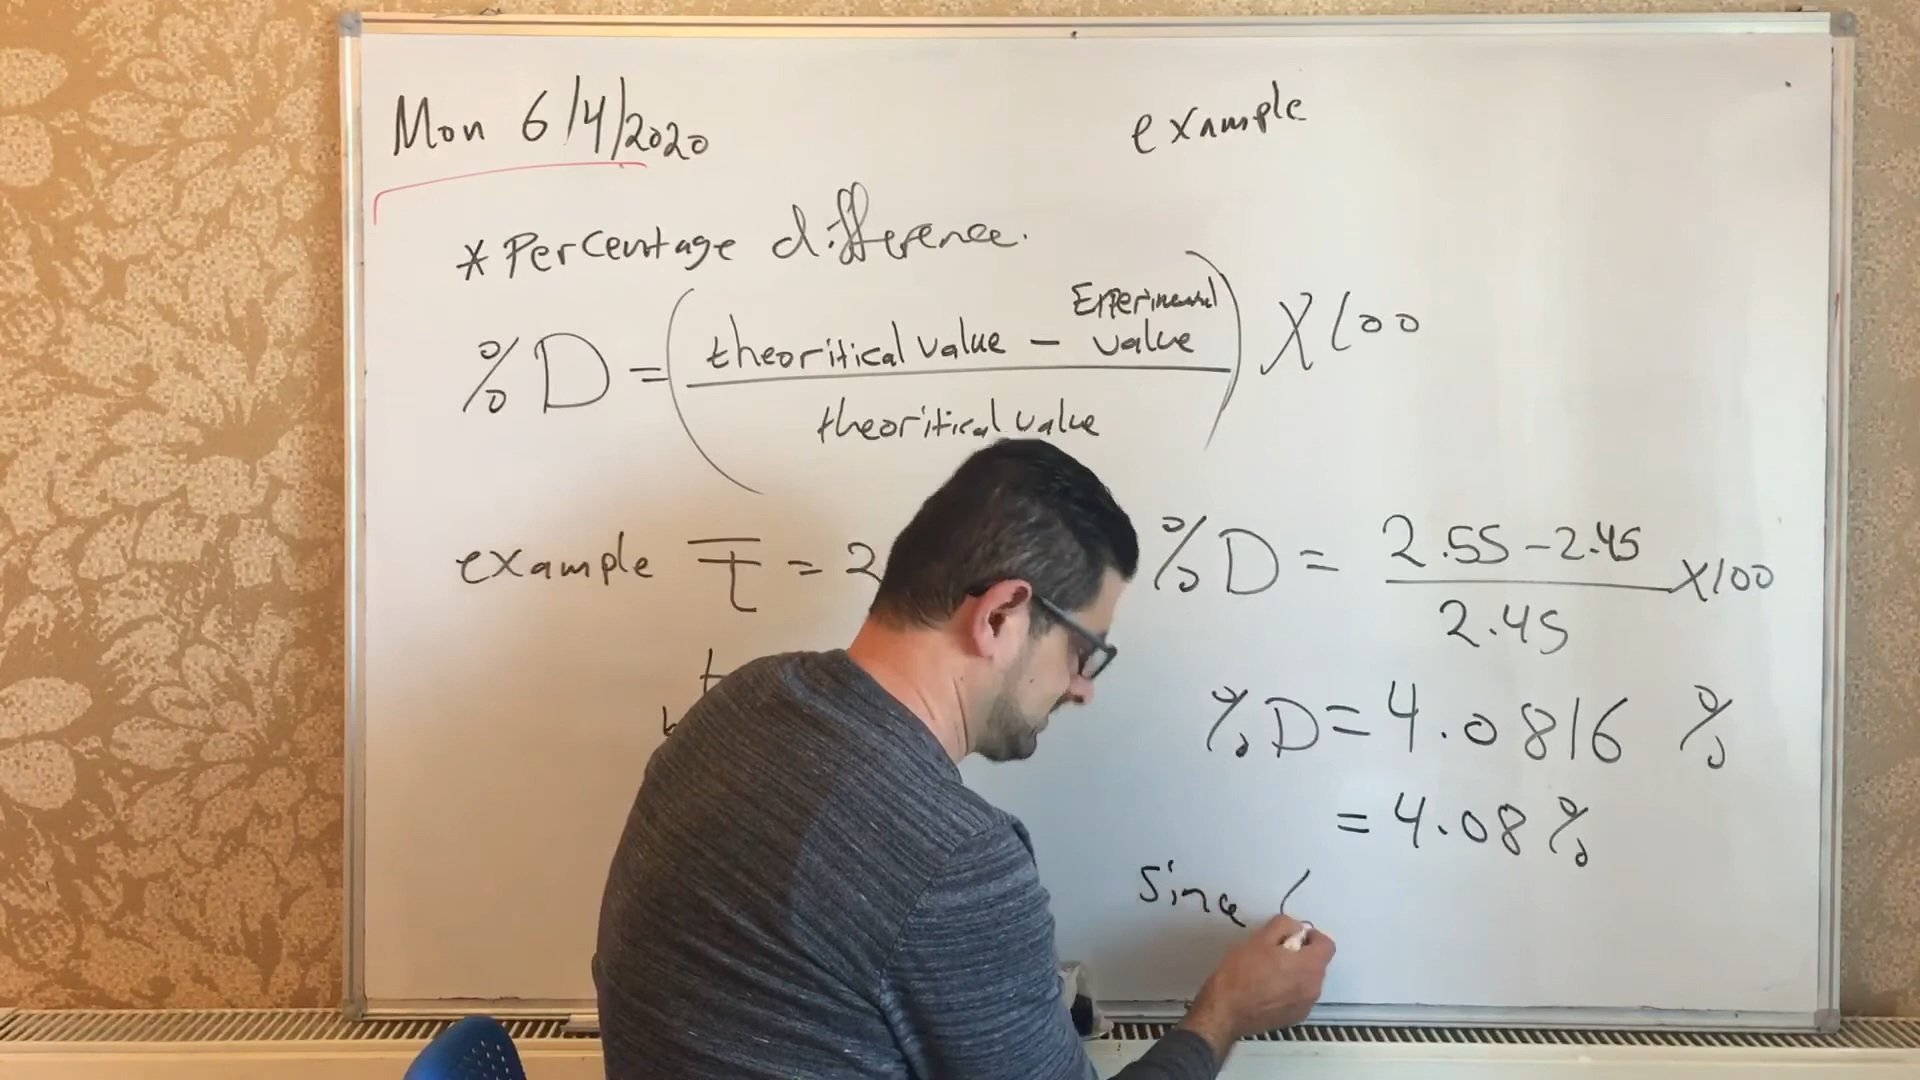 Mon 6/4/2020
example
* Percentage difference.
%D = (theoritical value - Experimental value / theoritical value) X 100
example t̅ = 2
%D = 2.55-2.45 / 2.45 X100
%D = 4.0816 %
= 4.08 %
Since